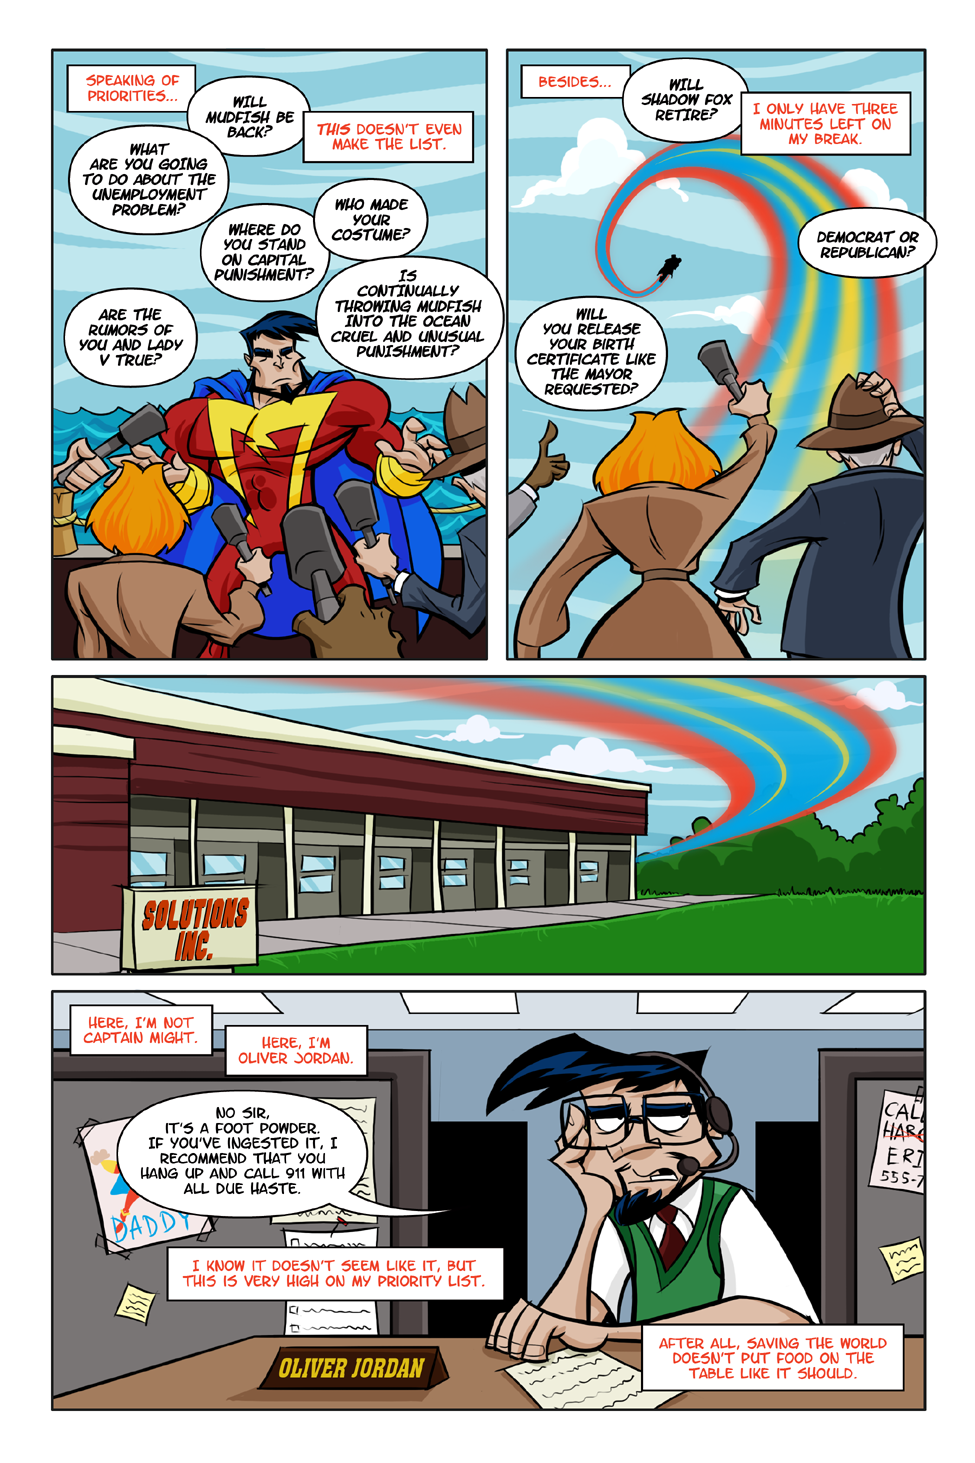 SPEAKING OF
PRIORITIES...
WILL
MUDFISH BE
BACK?
THIS DOESN'T EVEN
MAKE THE LIST.
WHAT
ARE YOU GOING
TO DO ABOUT THE
UNEMPLOYMENT
PROBLEM?
WHO MADE
YOUR
COSTUME?
WHERE DO
YOU STAND
ON CAPITAL
PUNISHMENT?
IS
CONTINUALLY
THROWING MUDFISH
INTO THE OCEAN
CRUEL AND UNUSUAL
PUNISHMENT?
ARE THE
RUMORS OF
YOU AND LADY
V TRUE?
BESIDES...
WILL
SHADOW FOX
RETIRE?
I ONLY HAVE THREE
MINUTES LEFT ON
MY BREAK.
DEMOCRAT OR
REPUBLICAN?
WILL
YOU RELEASE
YOUR BIRTH
CERTIFICATE LIKE
THE MAYOR
REQUESTED?
SOLUTIONS
INC.
HERE, I'M NOT
CAPTAIN MIGHT.
HERE, I'M
OLIVER JORDAN.
NO SIR,
IT'S A FOOT POWDER.
IF YOU'VE INGESTED IT, I
RECOMMEND THAT YOU
HANG UP AND CALL 911 WITH
ALL DUE HASTE.
DADDY
CALL
HARO
ERI
555-7
I KNOW IT DOESN'T SEEM LIKE IT, BUT
THIS IS VERY HIGH ON MY PRIORITY LIST.
OLIVER JORDAN
AFTER ALL, SAVING THE WORLD
DOESN'T PUT FOOD ON THE
TABLE LIKE IT SHOULD.